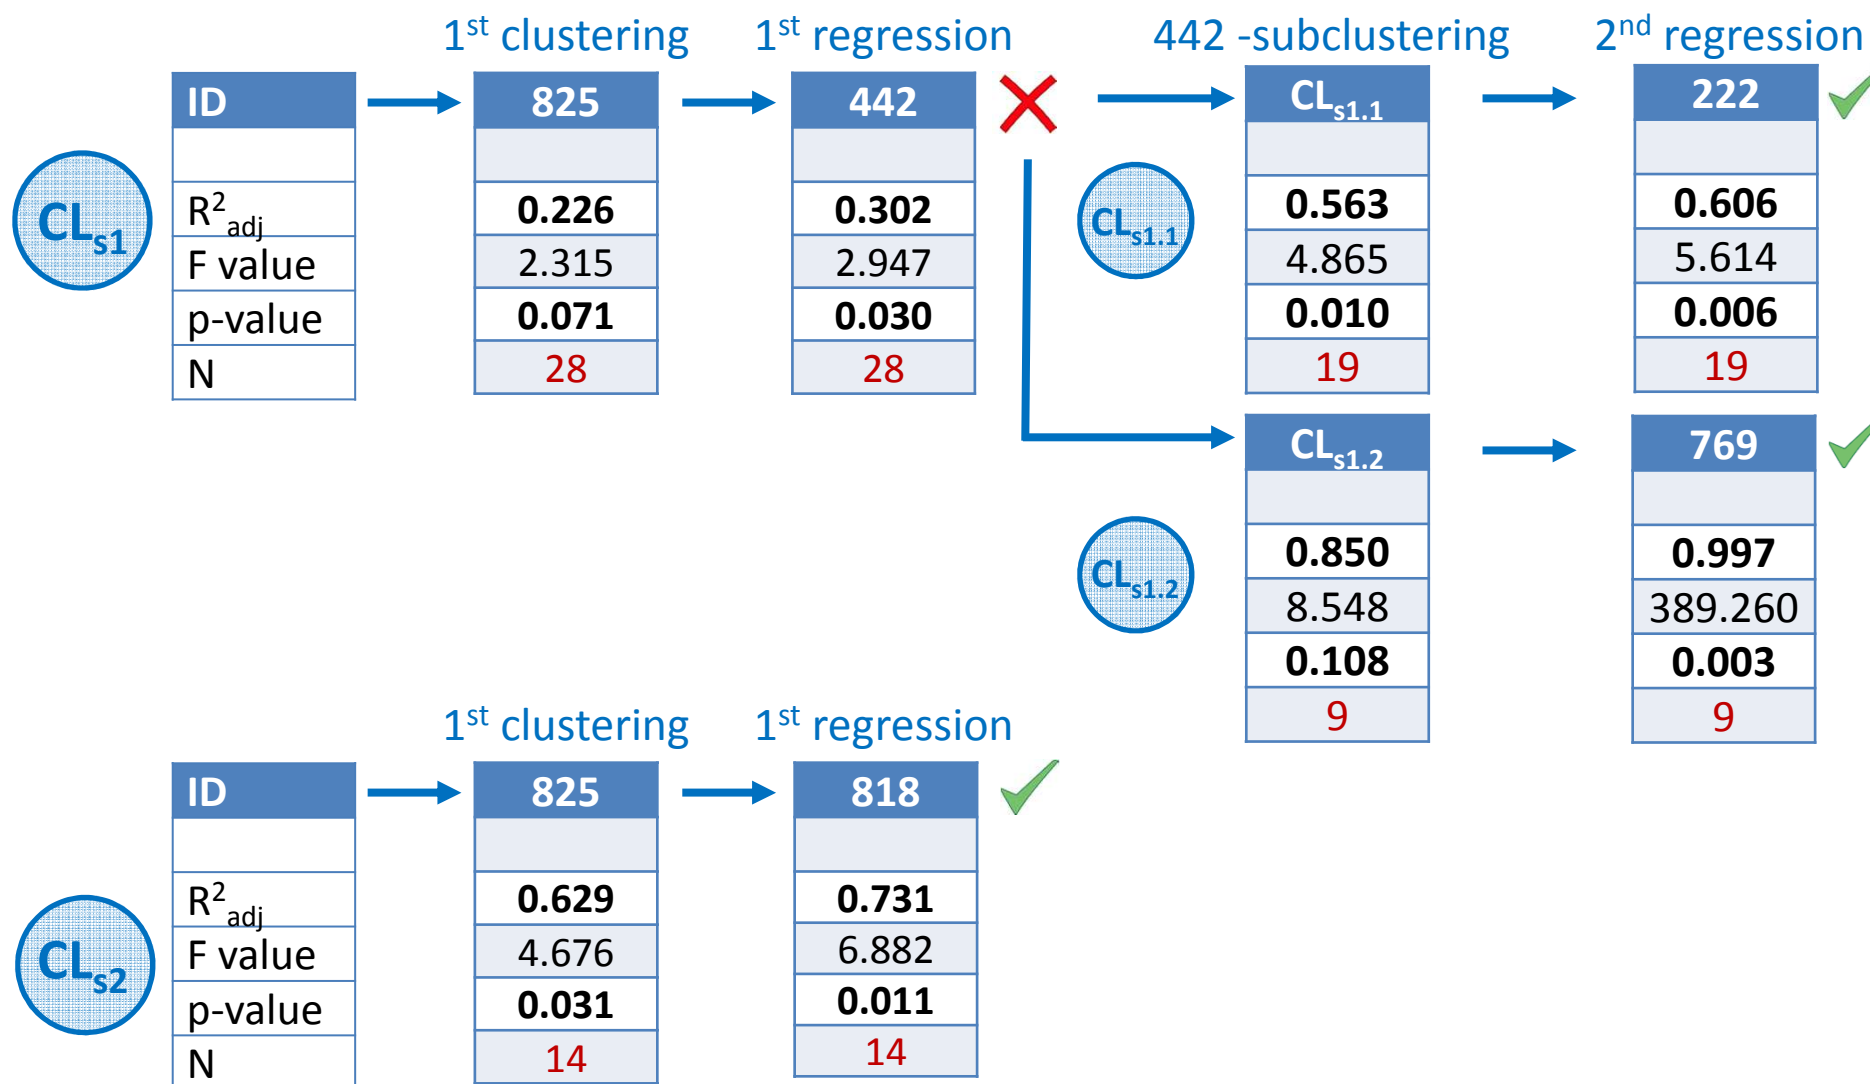 1st clustering 1st regression 442 -subclustering 2nd regression
ID 825 442 CLs1.1 222
CLs1 R2adj 0.226 0.302 CLs1.1 0.563 0.606
F value 2.315 2.947 4.865 5.614
p-value 0.071 0.030 0.010 0.006
N 28 28 19 19
CLs1.2 769
CLs1.2 0.850 0.997
8.548 389.260
0.108 0.003
9 9
1st clustering 1st regression
ID 825 818
CLs2 R2adj 0.629 0.731
F value 4.676 6.882
p-value 0.031 0.011
N 14 14